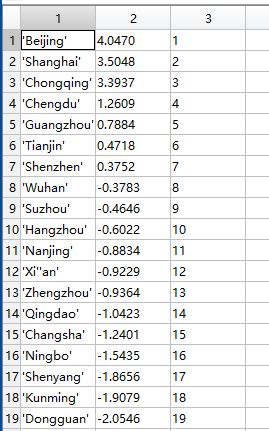 1 2 3
1 'Beijing' 4.0470 1
2 'Shanghai' 3.5048 2
3 'Chongqing' 3.3937 3
4 'Chengdu' 1.2609 4
5 'Guangzhou' 0.7884 5
6 'Tianjin' 0.4718 6
7 'Shenzhen' 0.3752 7
8 'Wuhan' -0.3783 8
9 'Suzhou' -0.4646 9
10 'Hangzhou' -0.6022 10
11 'Nanjing' -0.8834 11
12 'Xi''an' -0.9229 12
13 'Zhengzhou' -0.9364 13
14 'Qingdao' -1.0423 14
15 'Changsha' -1.2401 15
16 'Ningbo' -1.5435 16
17 'Shenyang' -1.8656 17
18 'Kunming' -1.9079 18
19 'Dongguan' -2.0546 19